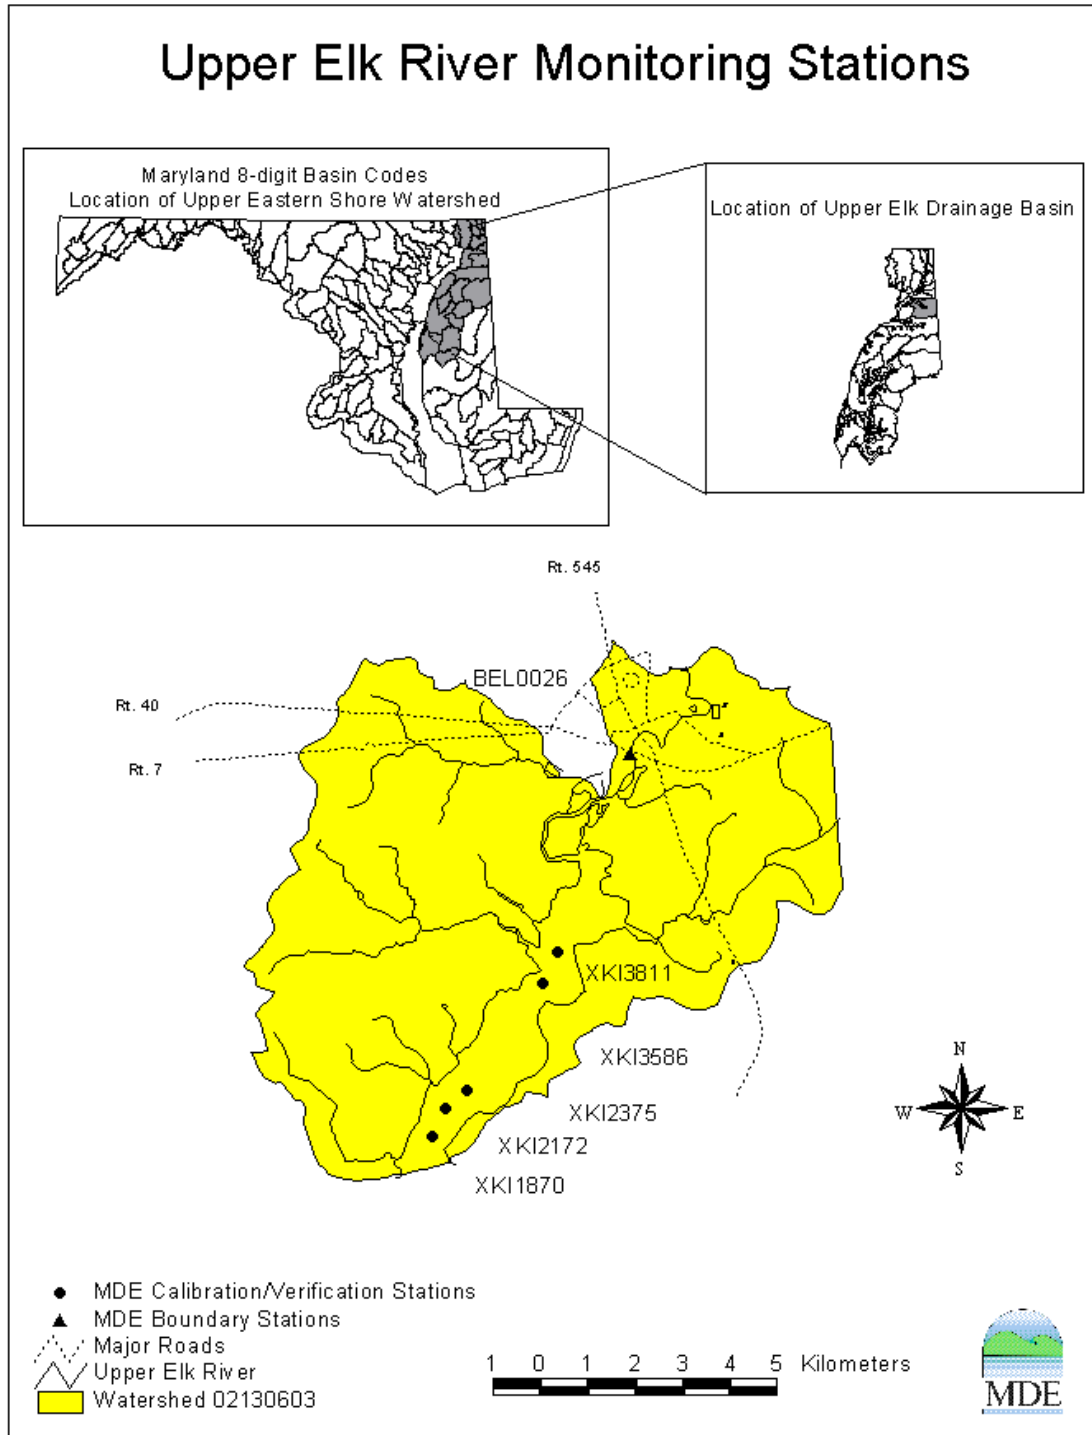 Upper Elk River Monitoring Stations
Maryland 8-digit Basin Codes
Location of Upper Eastern Shore Watershed
Location of Upper Elk Drainage Basin
Rt. 545
BEL0026
Rt. 40
Rt. 7
XKI3811
XKI3586
XKI2375
XKI2172
XKI1870
N
W
E
S
MDE Calibration/Verification Stations
MDE Boundary Stations
Major Roads
Upper Elk River
Watershed 02130603
1 0 1 2 3 4 5 Kilometers
MDE